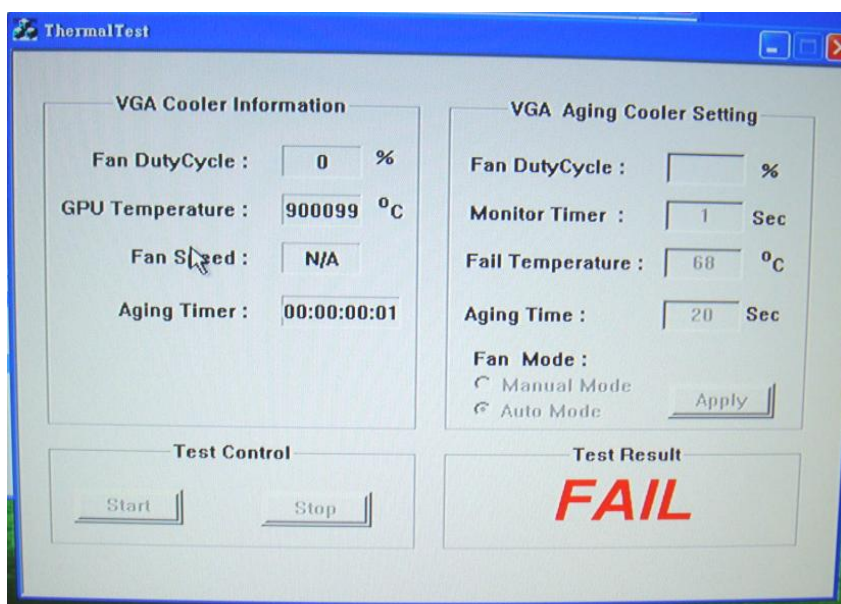 ThermalTest
VGA Cooler Information
Fan DutyCycle : 0 %
GPU Temperature : 900099 °C
Fan Speed : N/A
Aging Timer : 00:00:00:01
VGA Aging Cooler Setting
Fan DutyCycle : %
Monitor Timer : 1 Sec
Fail Temperature : 68 °C
Aging Time : 20 Sec
Fan Mode :
Manual Mode
Auto Mode
Apply
Test Control
Start Stop
Test Result
FAIL